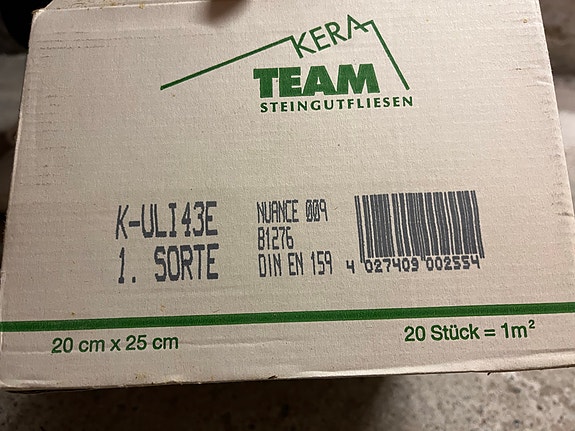 KERA
TEAM
STEINGUTFLIESEN
K-ULI43E
1. SORTE
NUANCE 009
B1276
DIN EN 159
4 027409 002554
20 cm x 25 cm
20 Stück = 1m²